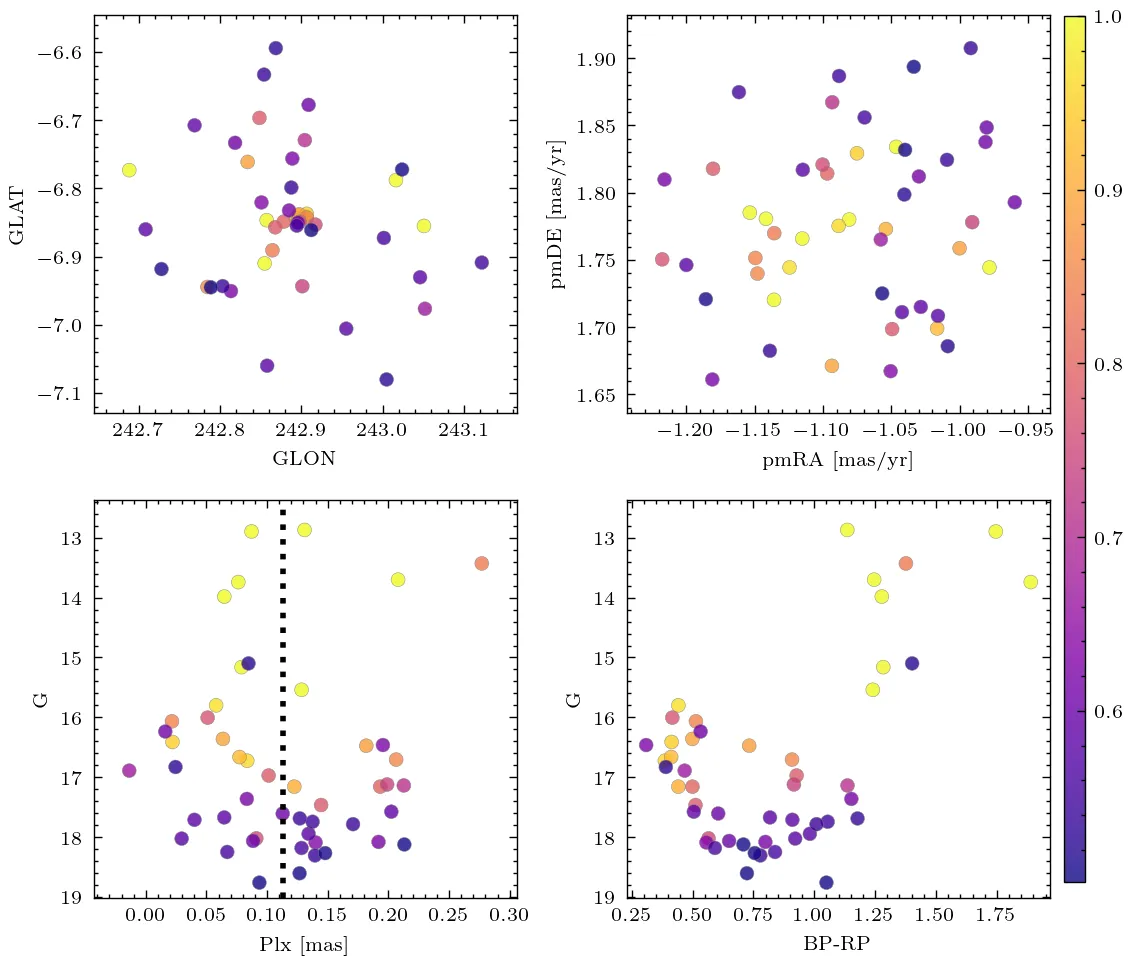 −6.6
−6.7
−6.8
−6.9
−7.0
−7.1
GLAT
242.7 242.8 242.9 243.0 243.1
GLON
1.90
1.85
1.80
1.75
1.70
1.65
pmDE [mas/yr]
−1.20 −1.15 −1.10 −1.05 −1.00 −0.95
pmRA [mas/yr]
1.0
0.9
0.8
0.7
0.6
13
14
15
16
17
18
19
G
0.00 0.05 0.10 0.15 0.20 0.25 0.30
Plx [mas]
13
14
15
16
17
18
19
G
0.25 0.50 0.75 1.00 1.25 1.50 1.75
BP-RP